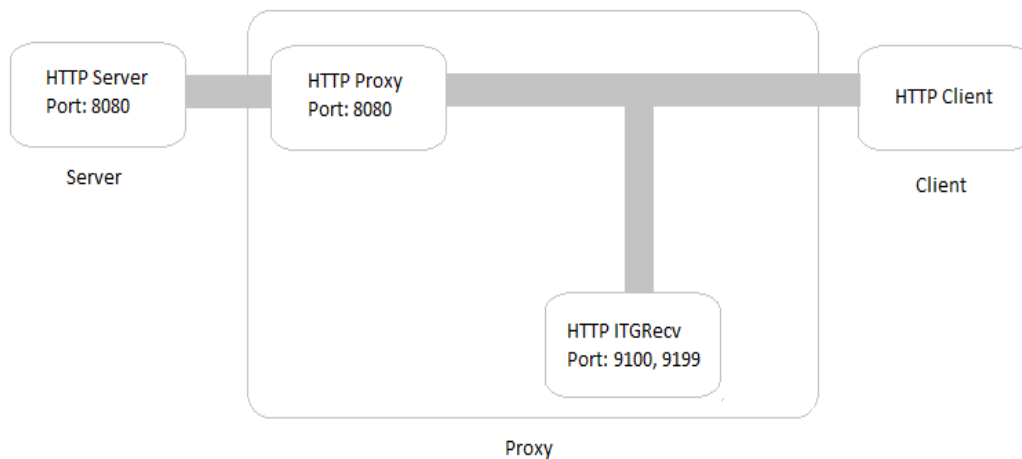 HTTP Server
Port: 8080
Server
HTTP Proxy
Port: 8080
HTTP Client
Client
HTTP ITGRecv
Port: 9100, 9199
Proxy